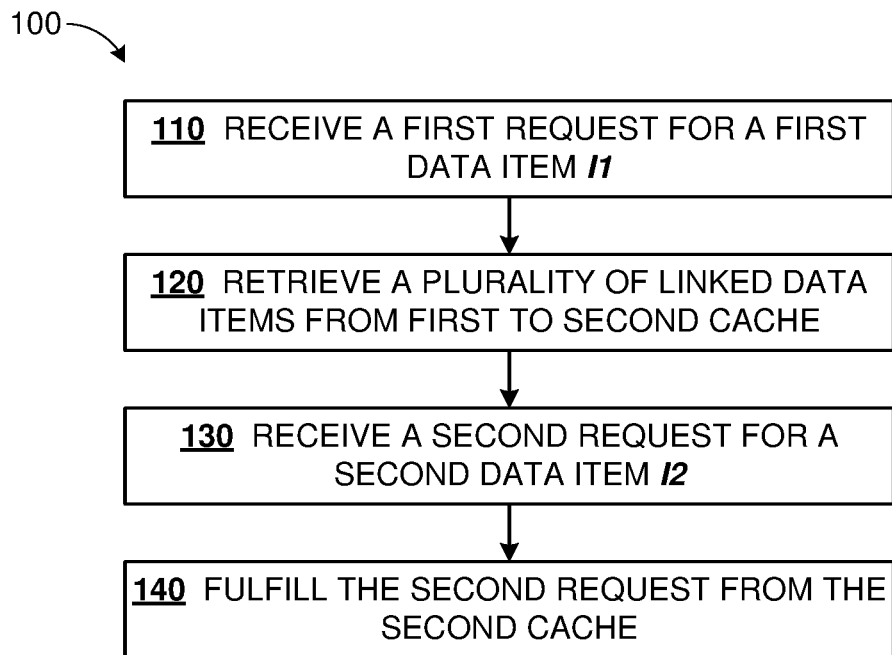 100
110 RECEIVE A FIRST REQUEST FOR A FIRST
DATA ITEM I1
120 RETRIEVE A PLURALITY OF LINKED DATA
ITEMS FROM FIRST TO SECOND CACHE
130 RECEIVE A SECOND REQUEST FOR A
SECOND DATA ITEM I2
140 FULFILL THE SECOND REQUEST FROM THE
SECOND CACHE